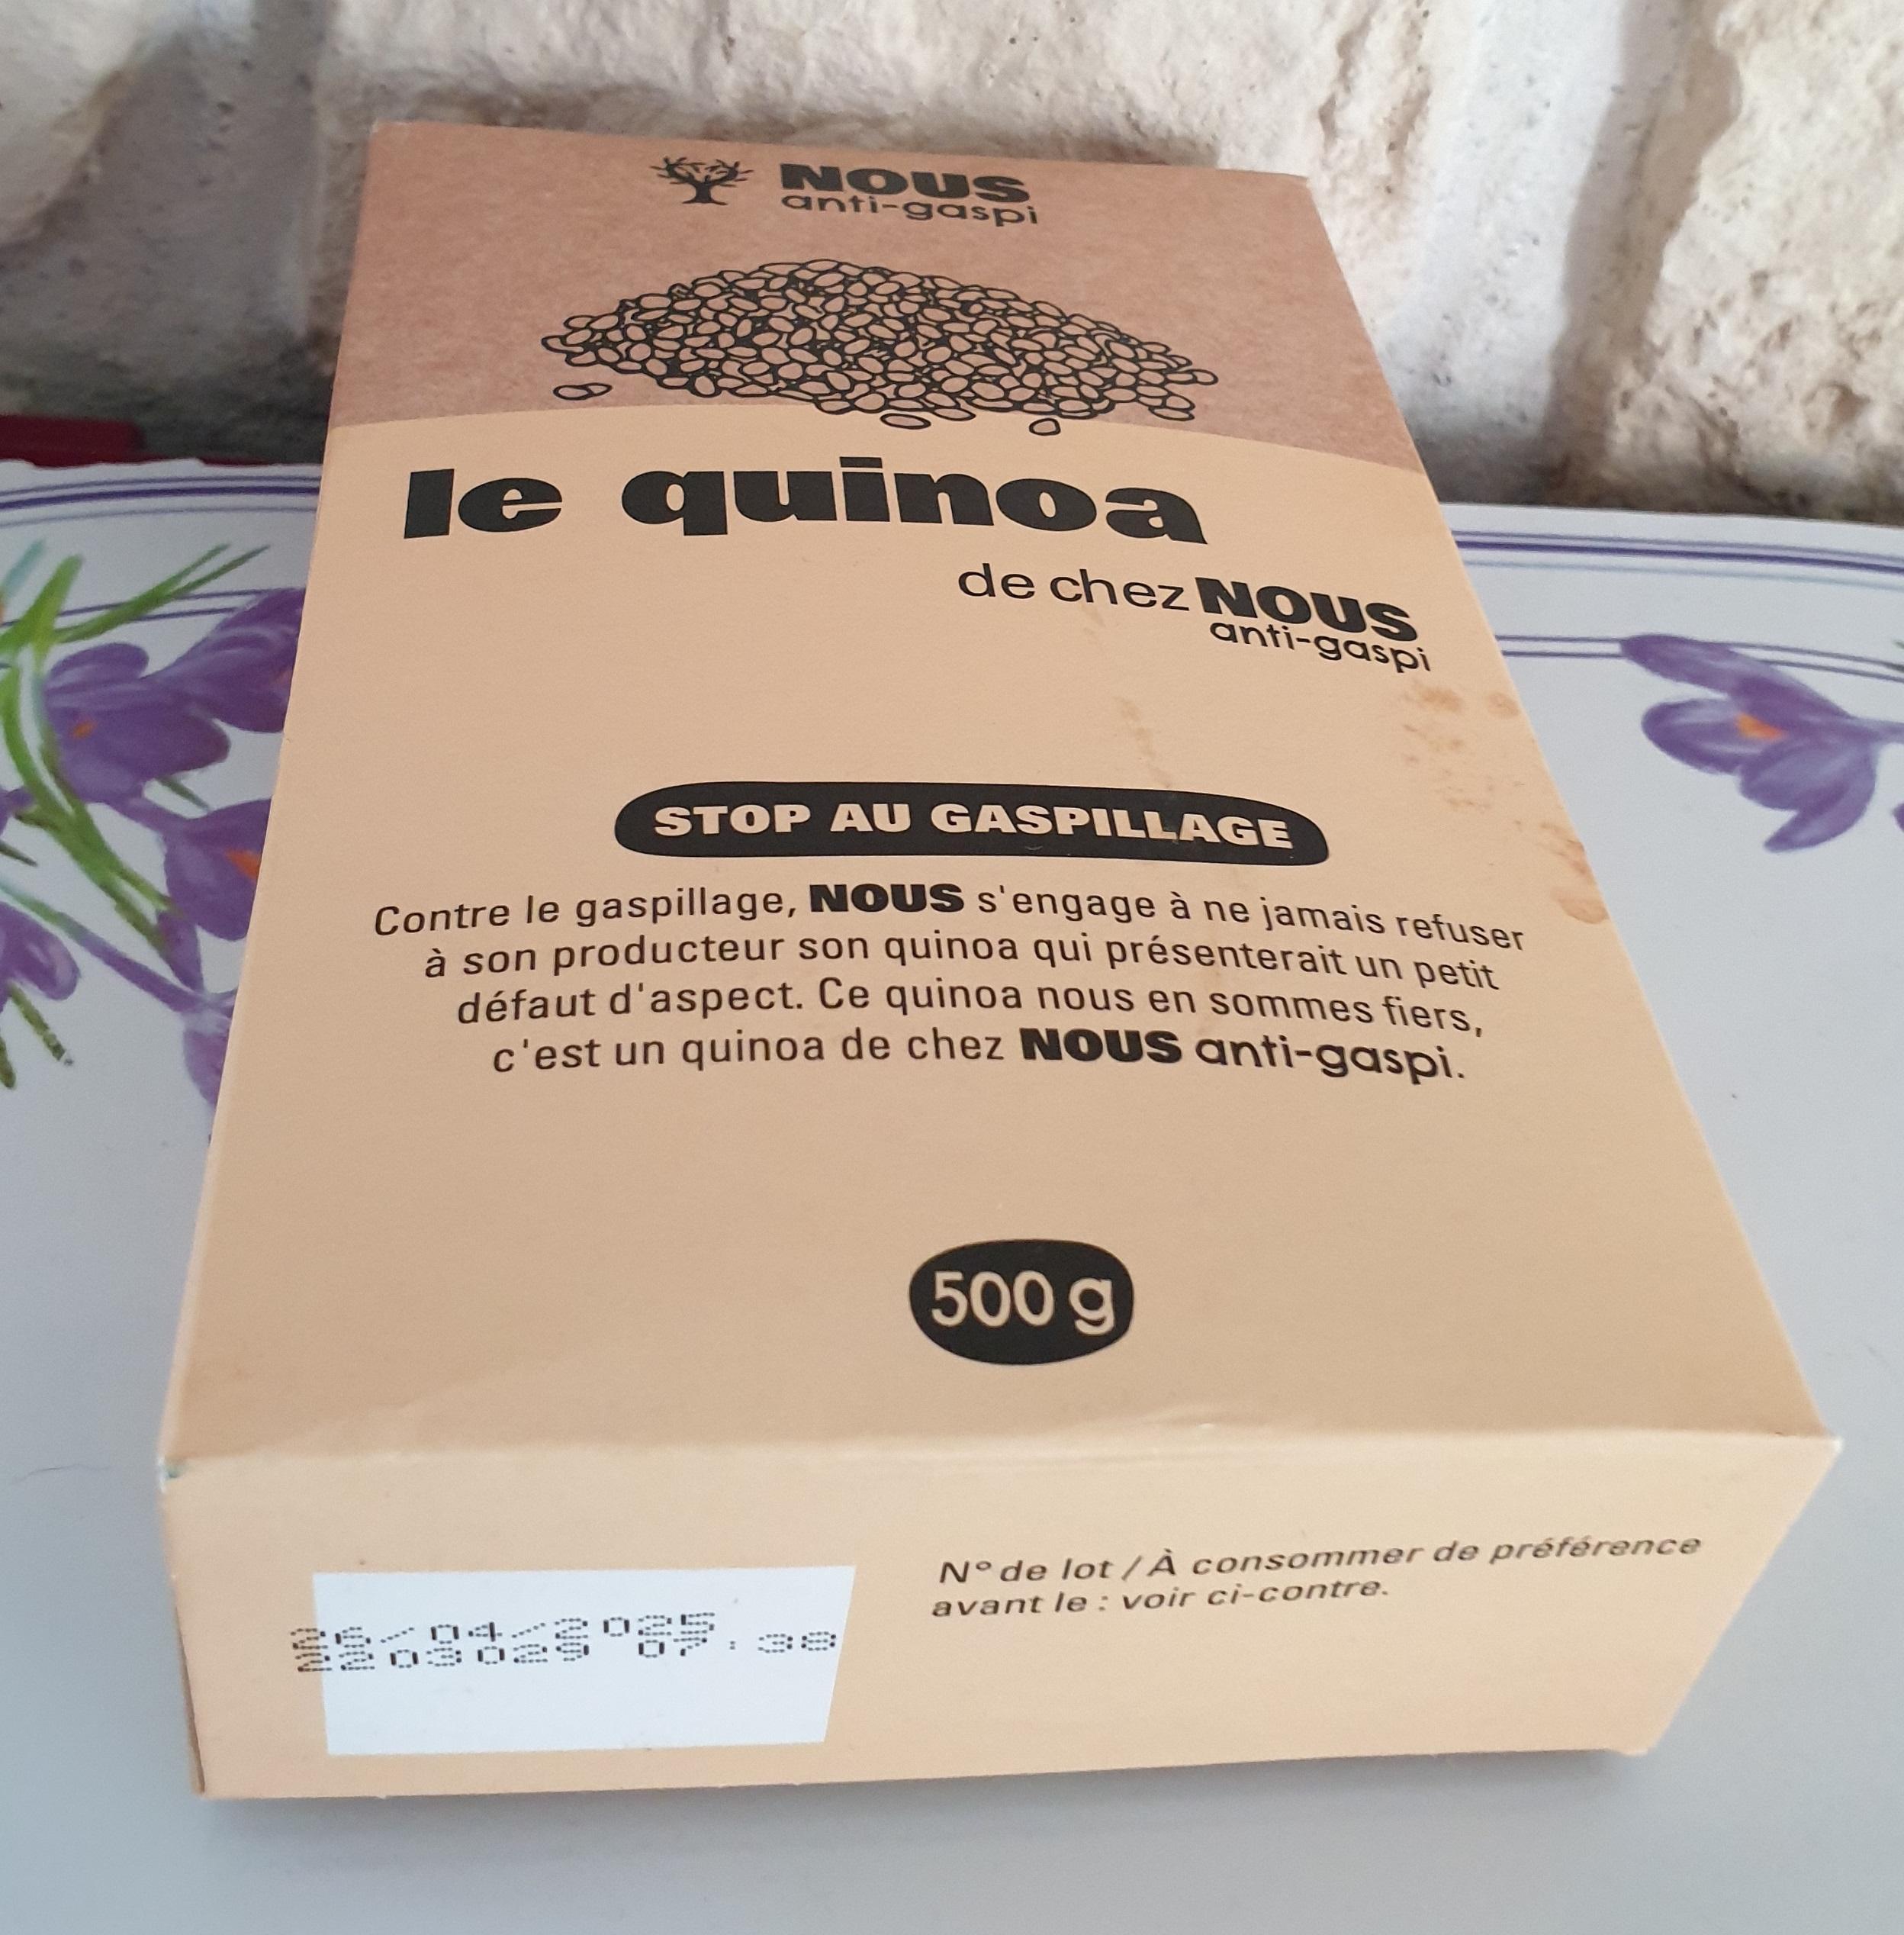 NOUS
anti-gaspi
le quinoa
de chez NOUS
anti-gaspi
STOP AU GASPILLAGE
Contre le gaspillage, NOUS s'engage à ne jamais refuser
à son producteur son quinoa qui présenterait un petit
défaut d'aspect. Ce quinoa nous en sommes fiers,
c'est un quinoa de chez NOUS anti-gaspi.
500 g
N° de lot / À consommer de préférence
avant le : voir ci-contre.
26/04/2025
2203029 07:38